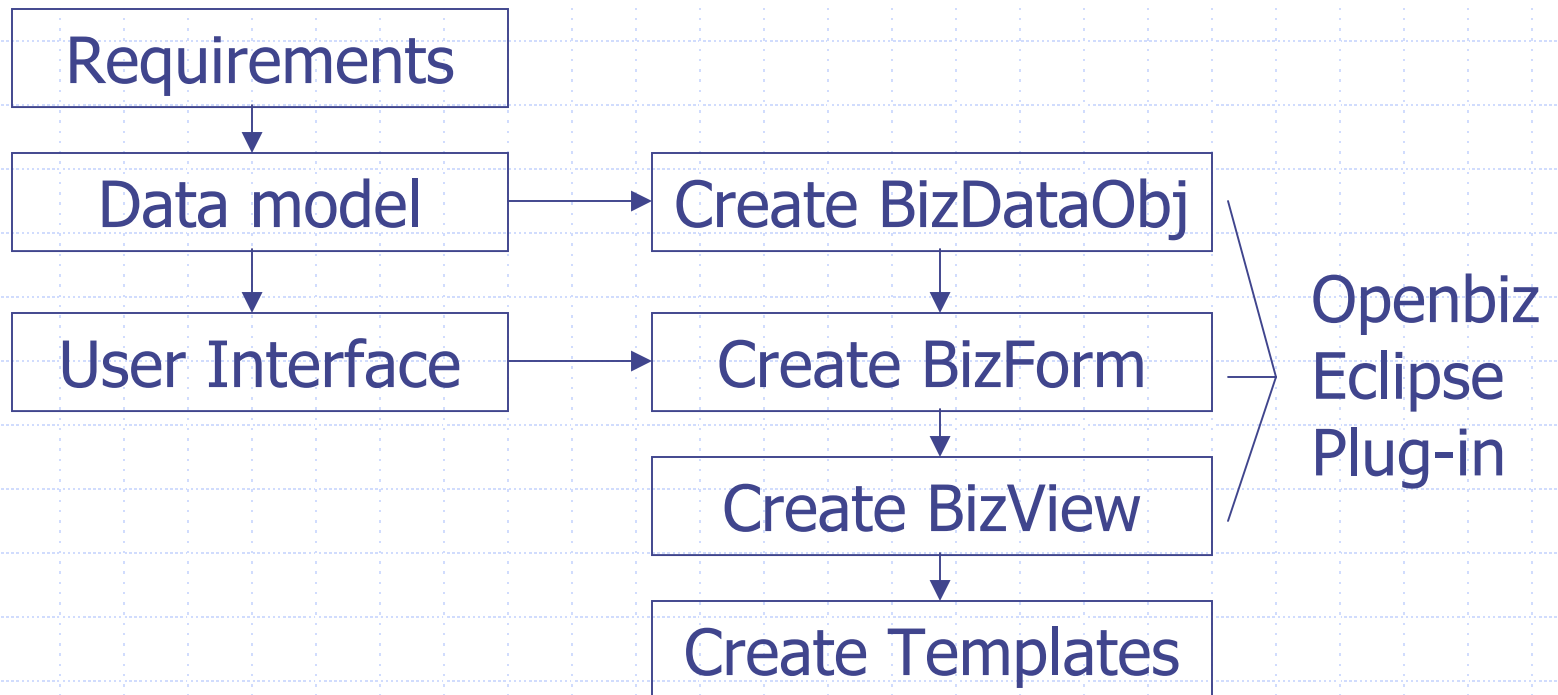 Requirements
Data model
Create BizDataObj
User Interface
Create BizForm
Create BizView
Create Templates
Openbiz
Eclipse
Plug-in